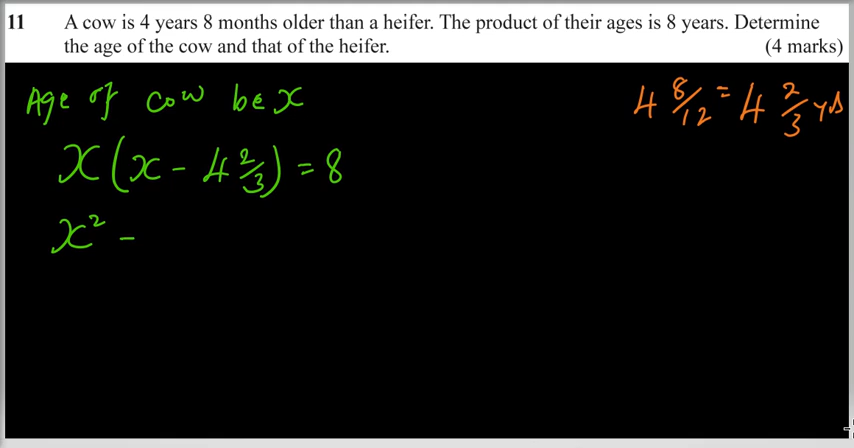 11 A cow is 4 years 8 months older than a heifer. The product of their ages is 8 years. Determine
the age of the cow and that of the heifer. (4 marks)
Age of cow be x
4 8/12 = 4 2/3 yrs
x(x - 4 2/3) = 8
x² -